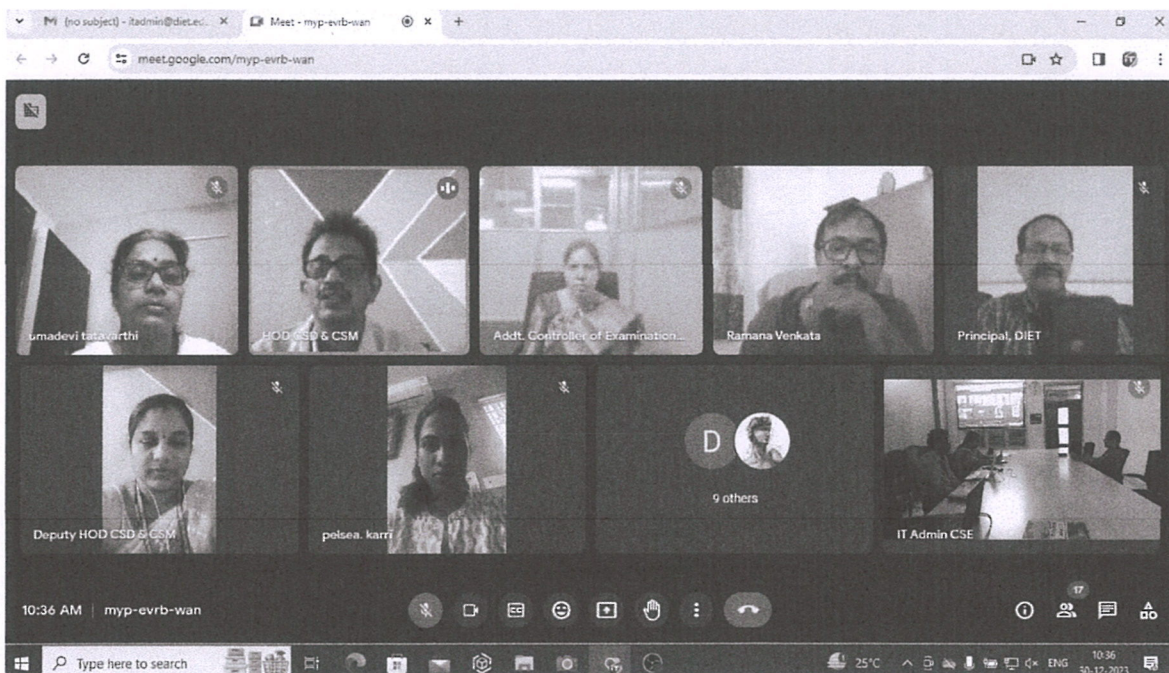 (no subject) - itadmin@diet.ec
Meet - myp-evrb-wan
meet.google.com/myp-evrb-wan
umadevi tatavarthi
HOD CSD & CSM
Addt. Controller of Examination...
Ramana Venkata
Principal, DIET
Deputy HOD CSD & CSM
pelsea. karri
D
9 others
IT Admin CSE
10:36 AM | myp-evrb-wan
17
Type here to search
25°C
ENG
10:36
30-12-2023